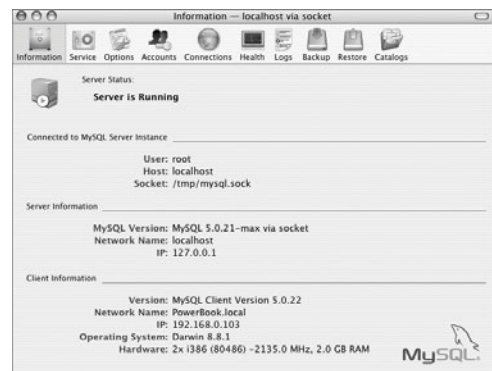 Information — localhost via socket
Information Service Options Accounts Connections Health Logs Backup Restore Catalogs
Server Status:
Server is Running
Connected to MySQL Server Instance
User: root
Host: localhost
Socket: /tmp/mysql.sock
Server Information
MySQL Version: MySQL 5.0.21-max via socket
Network Name: localhost
IP: 127.0.0.1
Client Information
Version: MySQL Client Version 5.0.22
Network Name: PowerBook.local
IP: 192.168.0.103
Operating System: Darwin 8.8.1
Hardware: 2x i386 (80486) -2135.0 MHz, 2.0 GB RAM
MySQL.